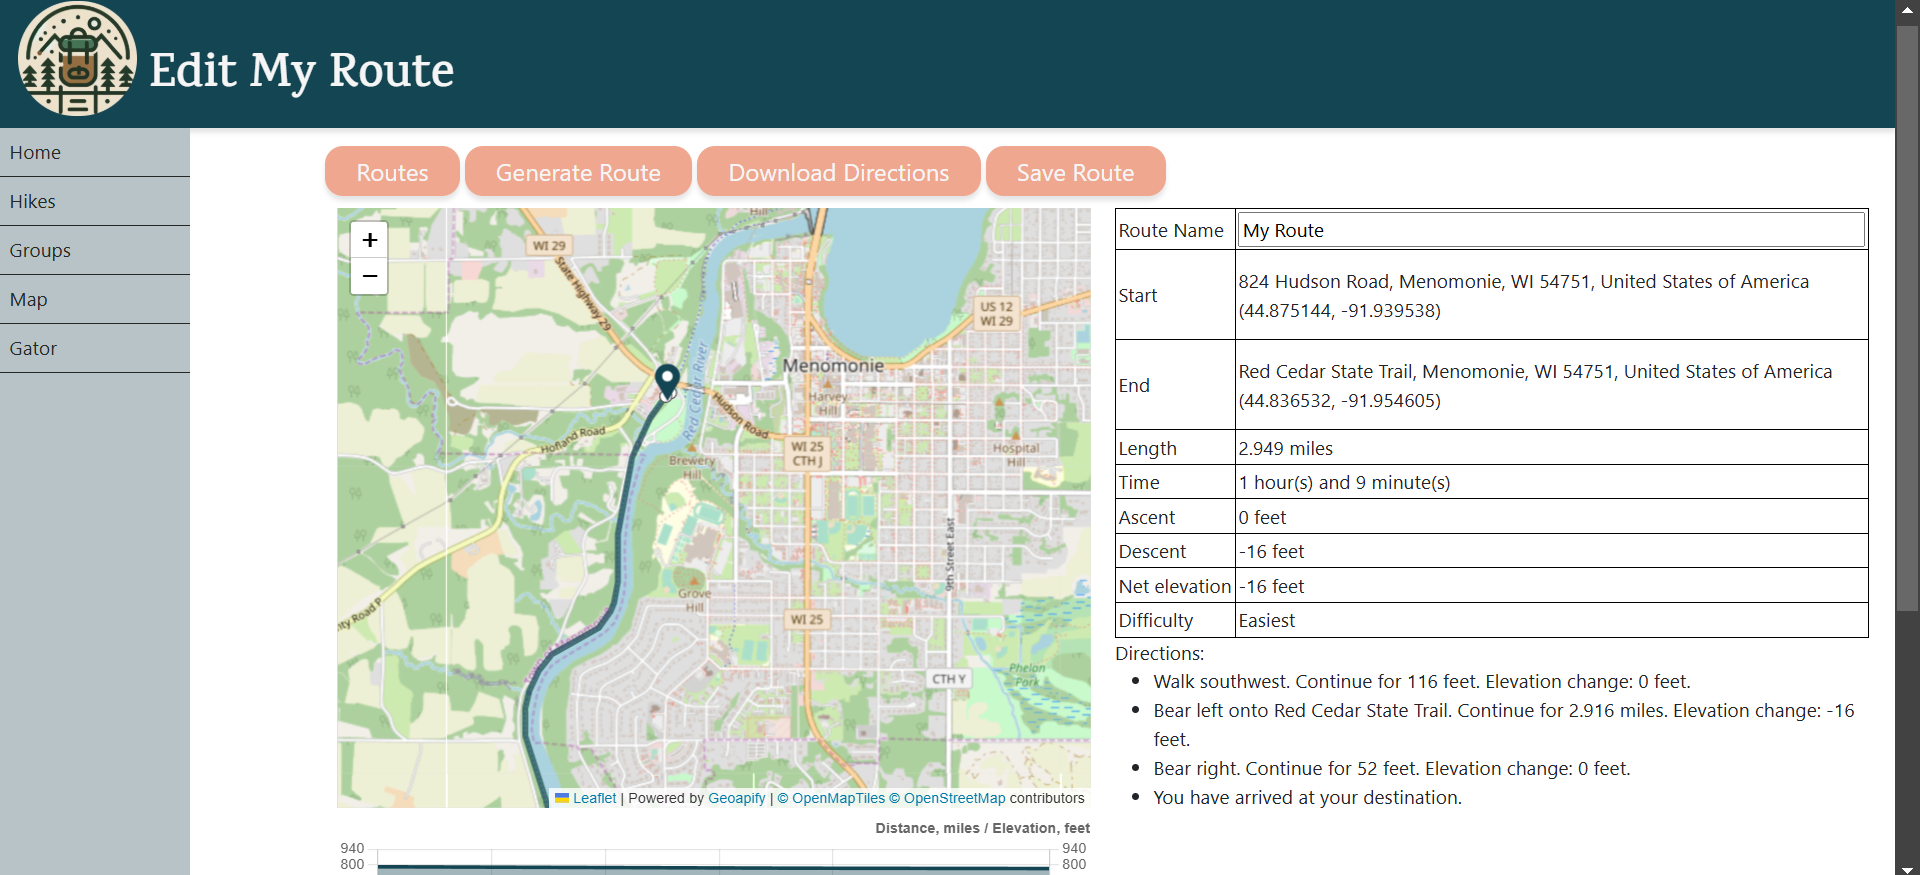 Edit My Route
Home
Hikes
Groups
Map
Gator
Routes
Generate Route
Download Directions
Save Route
+
−
Hill
WI 29
State Highway 29
US 12
WI 29
Menomonie
Red Cedar River
Harvey
Hill
Hudson Road
Hofland Road
WI 25
CTH J
Brewery
Hill
Hospital
Hill
9th Street East
Grove
Hill
nty Road P
WI 25
Phelan
Park
CTH Y
Leaflet | Powered by Geoapify | © OpenMapTiles © OpenStreetMap contributors
Distance, miles / Elevation, feet
940
800
940
800
Route Name My Route
Start 824 Hudson Road, Menomonie, WI 54751, United States of America
(44.875144, -91.939538)
End Red Cedar State Trail, Menomonie, WI 54751, United States of America
(44.836532, -91.954605)
Length 2.949 miles
Time 1 hour(s) and 9 minute(s)
Ascent 0 feet
Descent -16 feet
Net elevation -16 feet
Difficulty Easiest
Directions:
• Walk southwest. Continue for 116 feet. Elevation change: 0 feet.
• Bear left onto Red Cedar State Trail. Continue for 2.916 miles. Elevation change: -16
feet.
• Bear right. Continue for 52 feet. Elevation change: 0 feet.
• You have arrived at your destination.